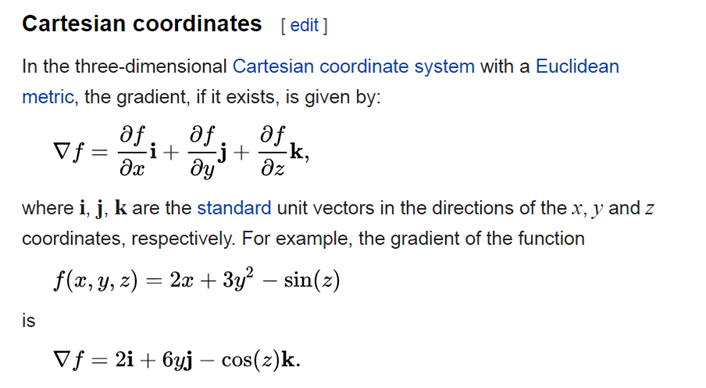 Cartesian coordinates [ edit ]
In the three-dimensional Cartesian coordinate system with a Euclidean
metric, the gradient, if it exists, is given by:
∇f = ∂f/∂x i + ∂f/∂y j + ∂f/∂z k,
where i, j, k are the standard unit vectors in the directions of the x, y and z
coordinates, respectively. For example, the gradient of the function
f(x, y, z) = 2x + 3y² − sin(z)
is
∇f = 2i + 6yj − cos(z)k.